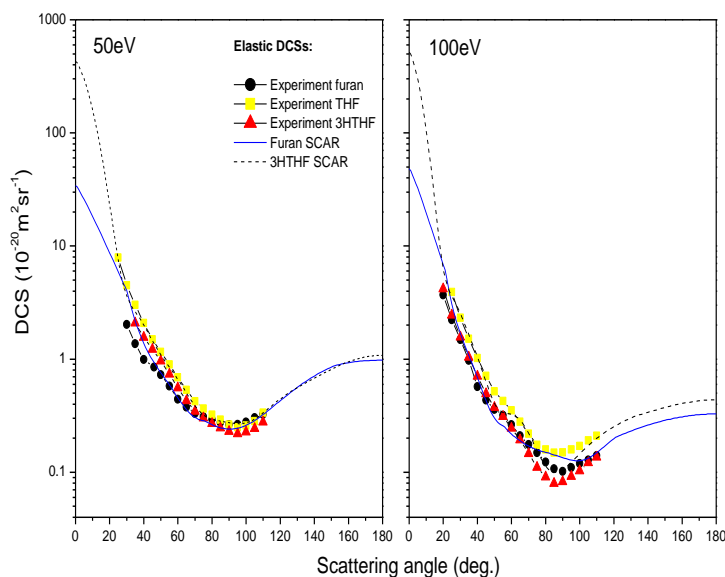 50eV
Elastic DCSs:
Experiment furan
Experiment THF
Experiment 3HTHF
Furan SCAR
3HTHF SCAR
100eV
DCS (10⁻²⁰m²sr⁻¹)
1000
100
10
1
0.1
0 20 40 60 80 100 120 140 160 180
0 20 40 60 80 100 120 140 160 180
Scattering angle (deg.)